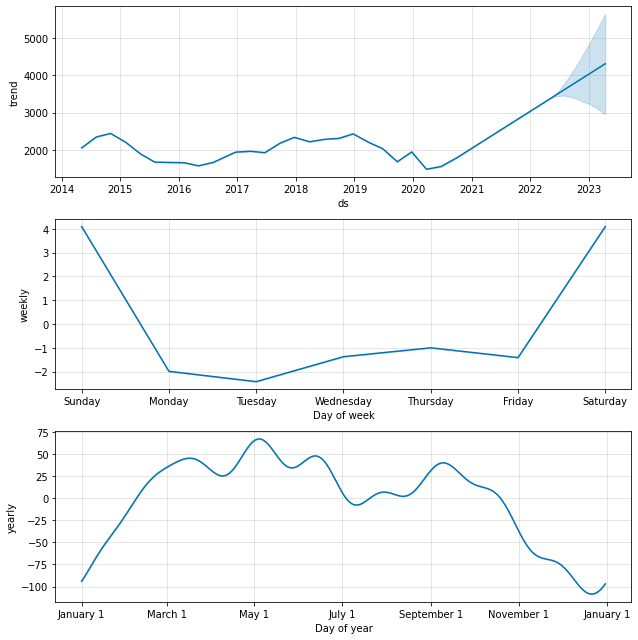 5000
4000
3000
2000
trend
2014 2015 2016 2017 2018 2019 2020 2021 2022 2023
ds
4
3
2
1
0
−1
−2
weekly
Sunday Monday Tuesday Wednesday Thursday Friday Saturday
Day of week
75
50
25
0
−25
−50
−75
−100
yearly
January 1 March 1 May 1 July 1 September 1 November 1 January 1
Day of year